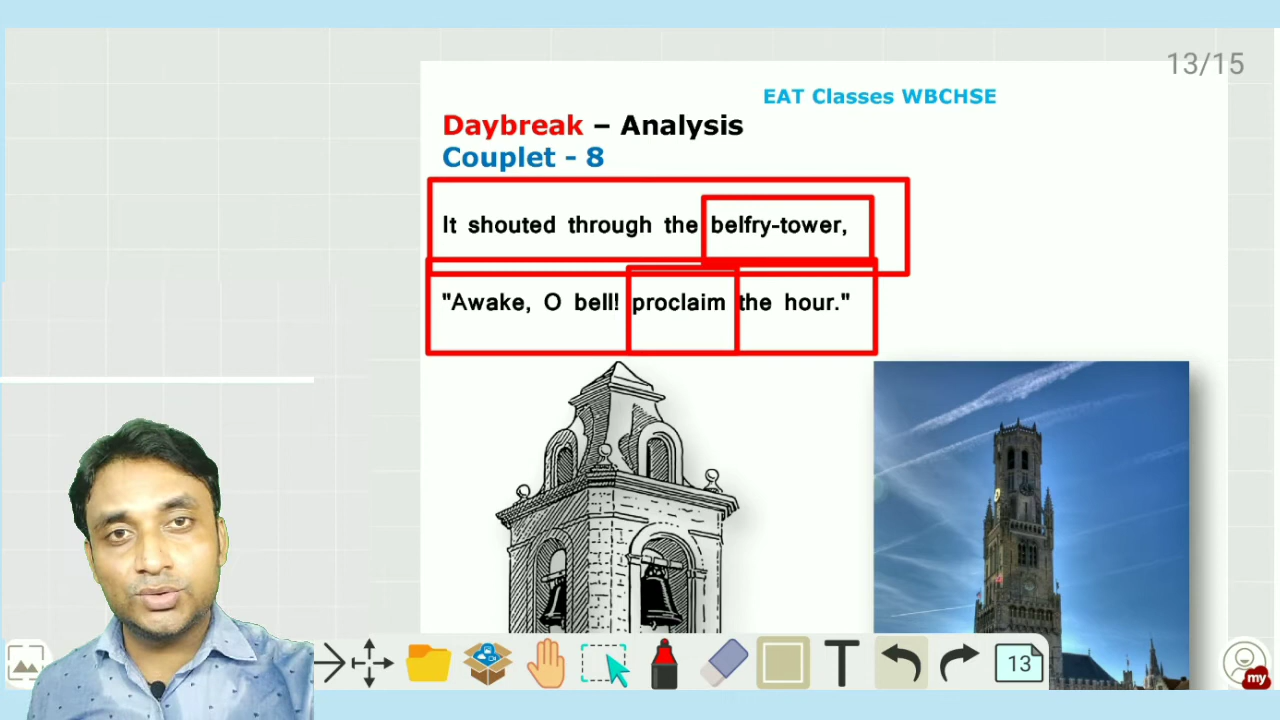 13/15
EAT Classes WBCHSE
Daybreak – Analysis
Couplet - 8
It shouted through the belfry-tower,
"Awake, O bell! proclaim the hour."
T
13
my